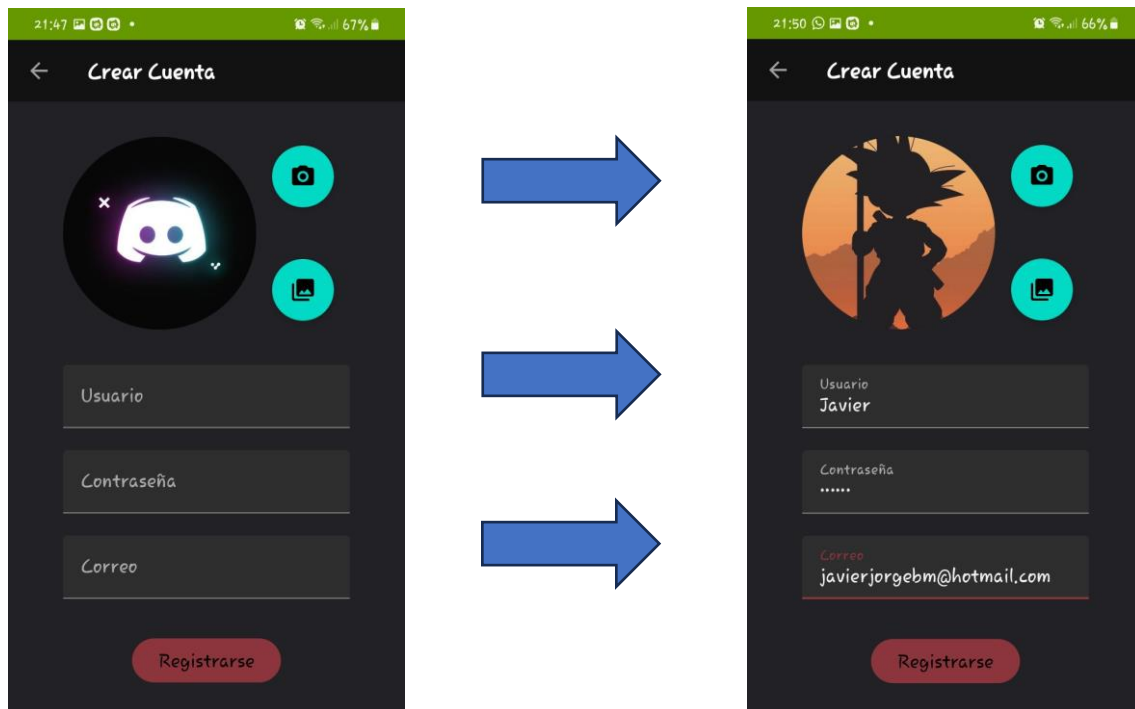 21:47
67%
Crear Cuenta
Usuario
Contraseña
Correo
Registrarse
21:50
66%
Crear Cuenta
Usuario
Javier
Contraseña
••••••
Correo
javierjorgebm@hotmail.com
Registrarse